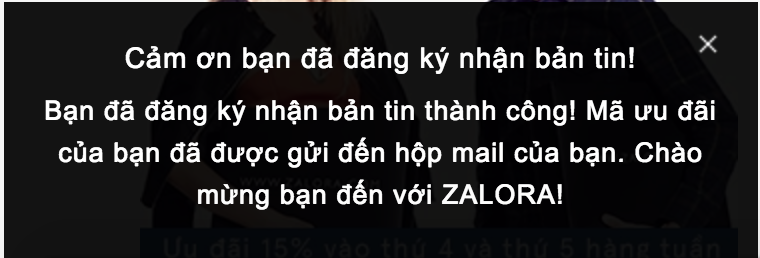 Cảm ơn bạn đã đăng ký nhận bản tin!
Bạn đã đăng ký nhận bản tin thành công! Mã ưu đãi
của bạn đã được gửi đến hộp mail của bạn. Chào
mừng bạn đến với ZALORA!
Ưu đãi 15% vào thứ 4 và thứ 5 hàng tuần